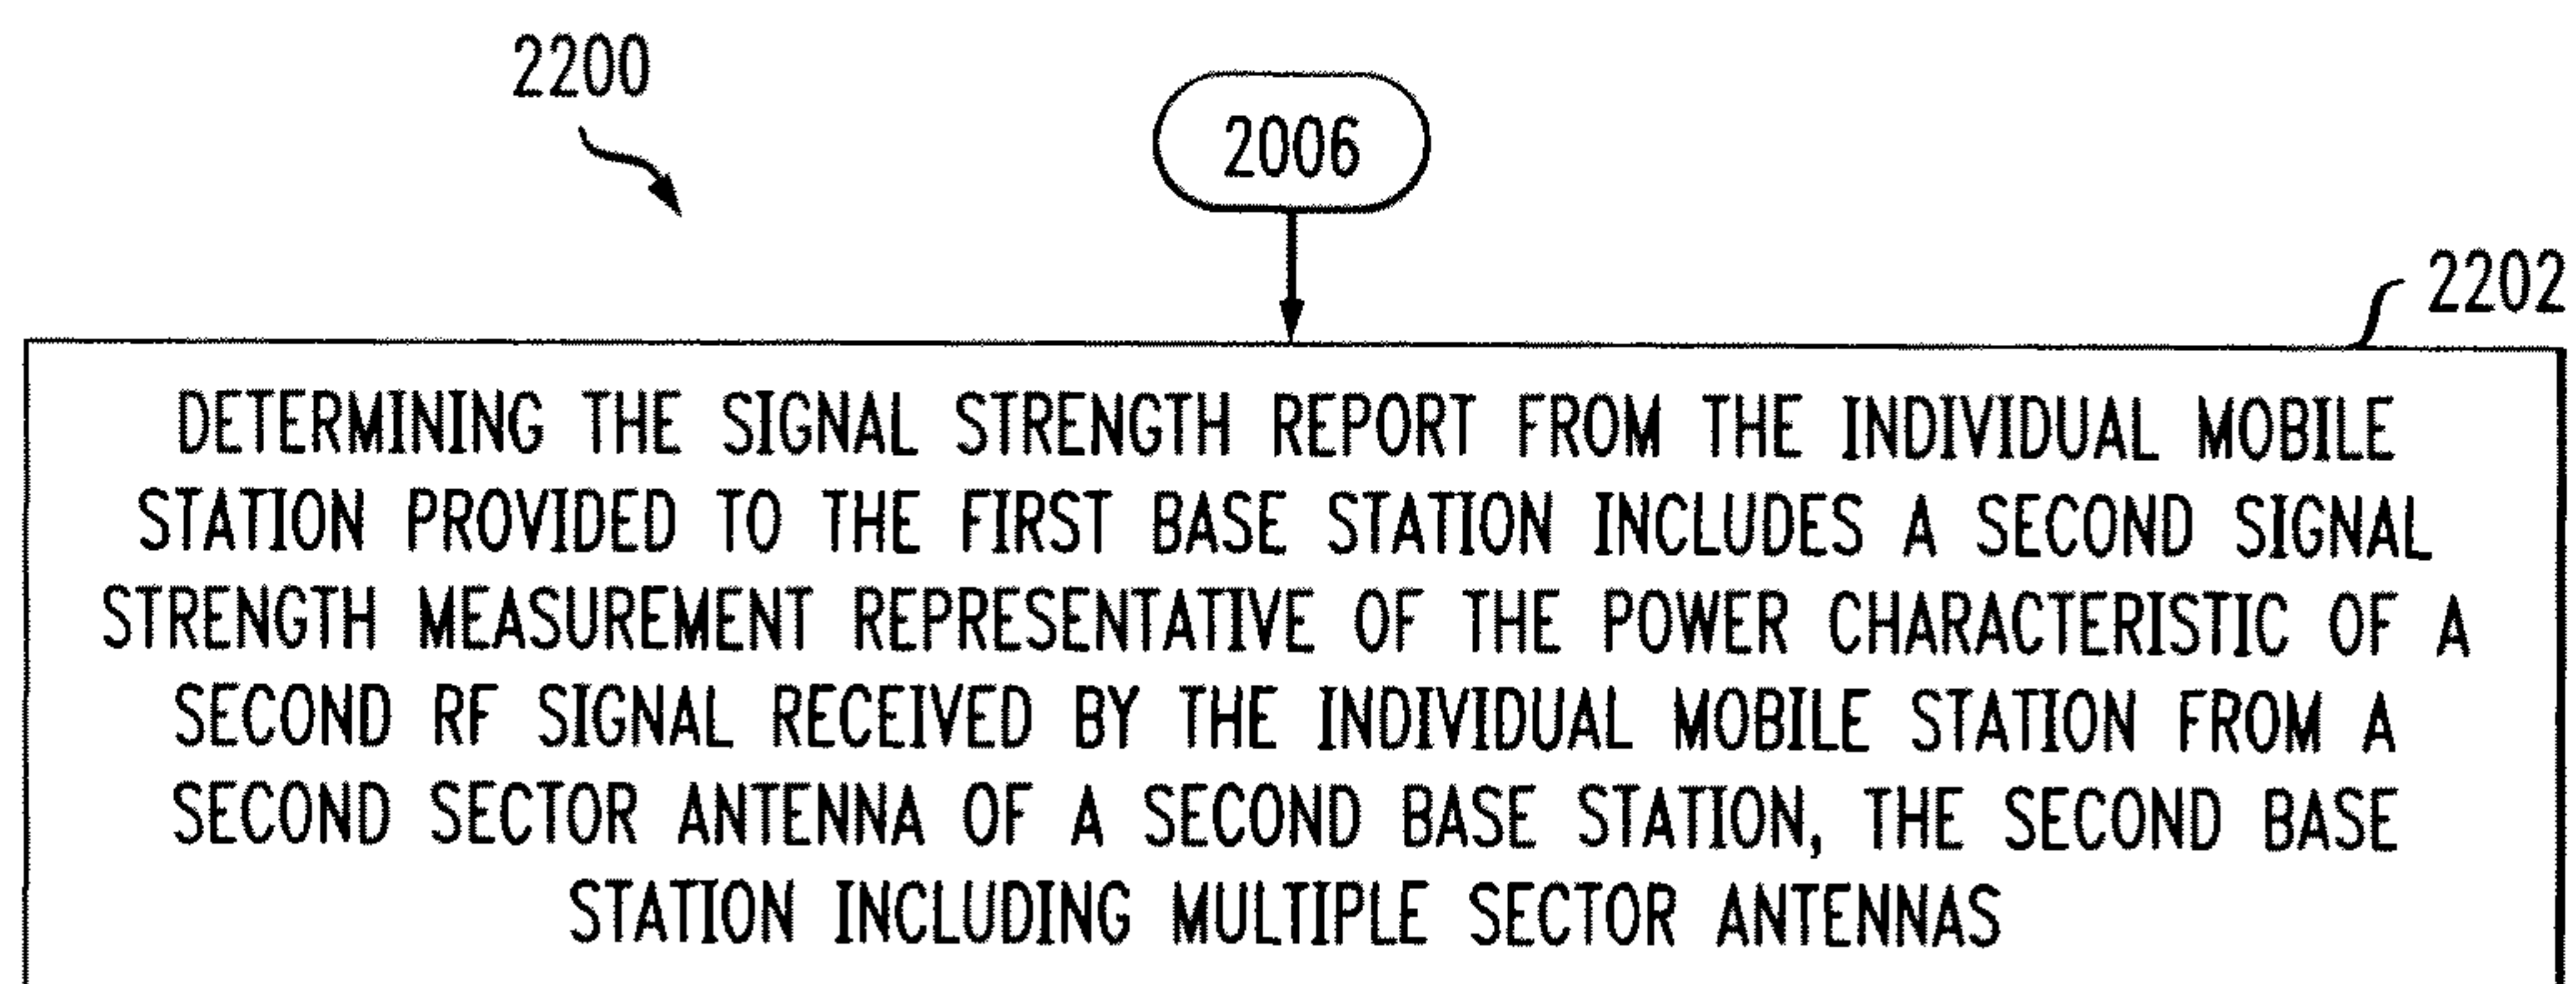 2200
2006
2202
DETERMINING THE SIGNAL STRENGTH REPORT FROM THE INDIVIDUAL MOBILE
STATION PROVIDED TO THE FIRST BASE STATION INCLUDES A SECOND SIGNAL
STRENGTH MEASUREMENT REPRESENTATIVE OF THE POWER CHARACTERISTIC OF A
SECOND RF SIGNAL RECEIVED BY THE INDIVIDUAL MOBILE STATION FROM A
SECOND SECTOR ANTENNA OF A SECOND BASE STATION, THE SECOND BASE
STATION INCLUDING MULTIPLE SECTOR ANTENNAS